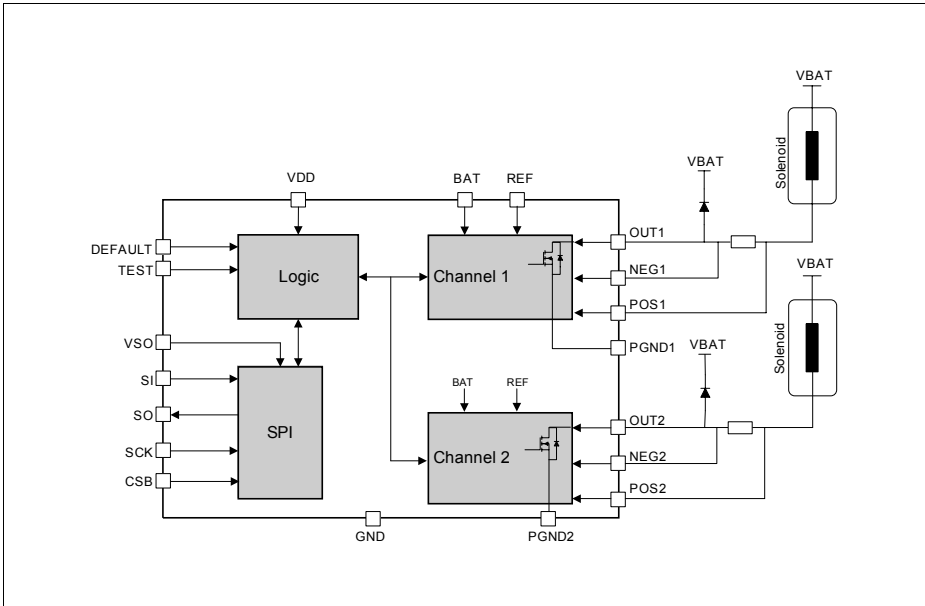 VBAT
Solenoid
VBAT
VDD
BAT
REF
DEFAULT
TEST
Logic
Channel 1
OUT1
NEG1
POS1
PGND1
VBAT
Solenoid
VBAT
VSO
SI
SO
SCK
CSB
SPI
BAT
REF
Channel 2
OUT2
NEG2
POS2
GND
PGND2